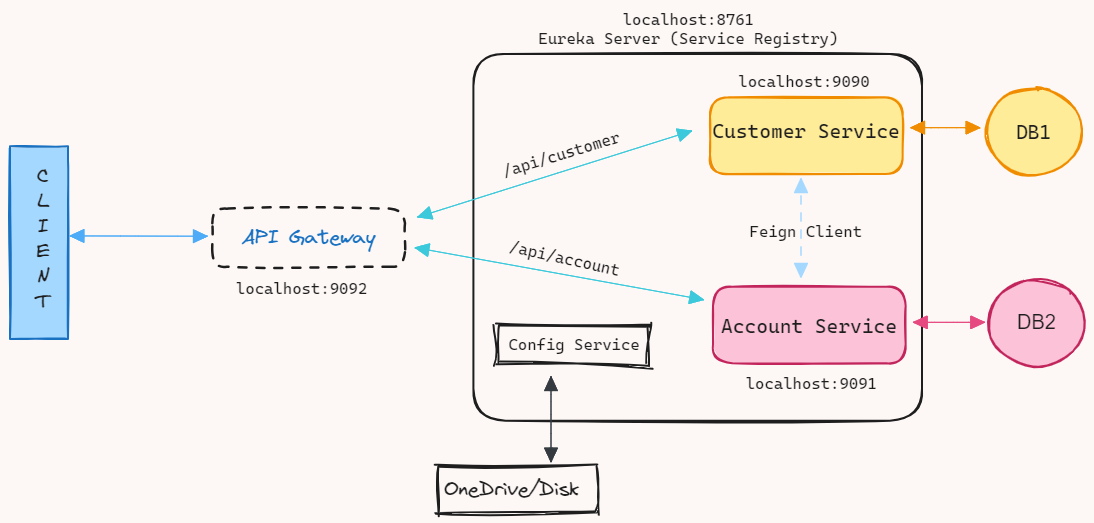 localhost:8761
Eureka Server (Service Registry)
localhost:9090
Customer Service
DB1
/api/customer
CLIENT
API Gateway
localhost:9092
Feign Client
/api/account
Account Service
DB2
Config Service
localhost:9091
OneDrive/Disk